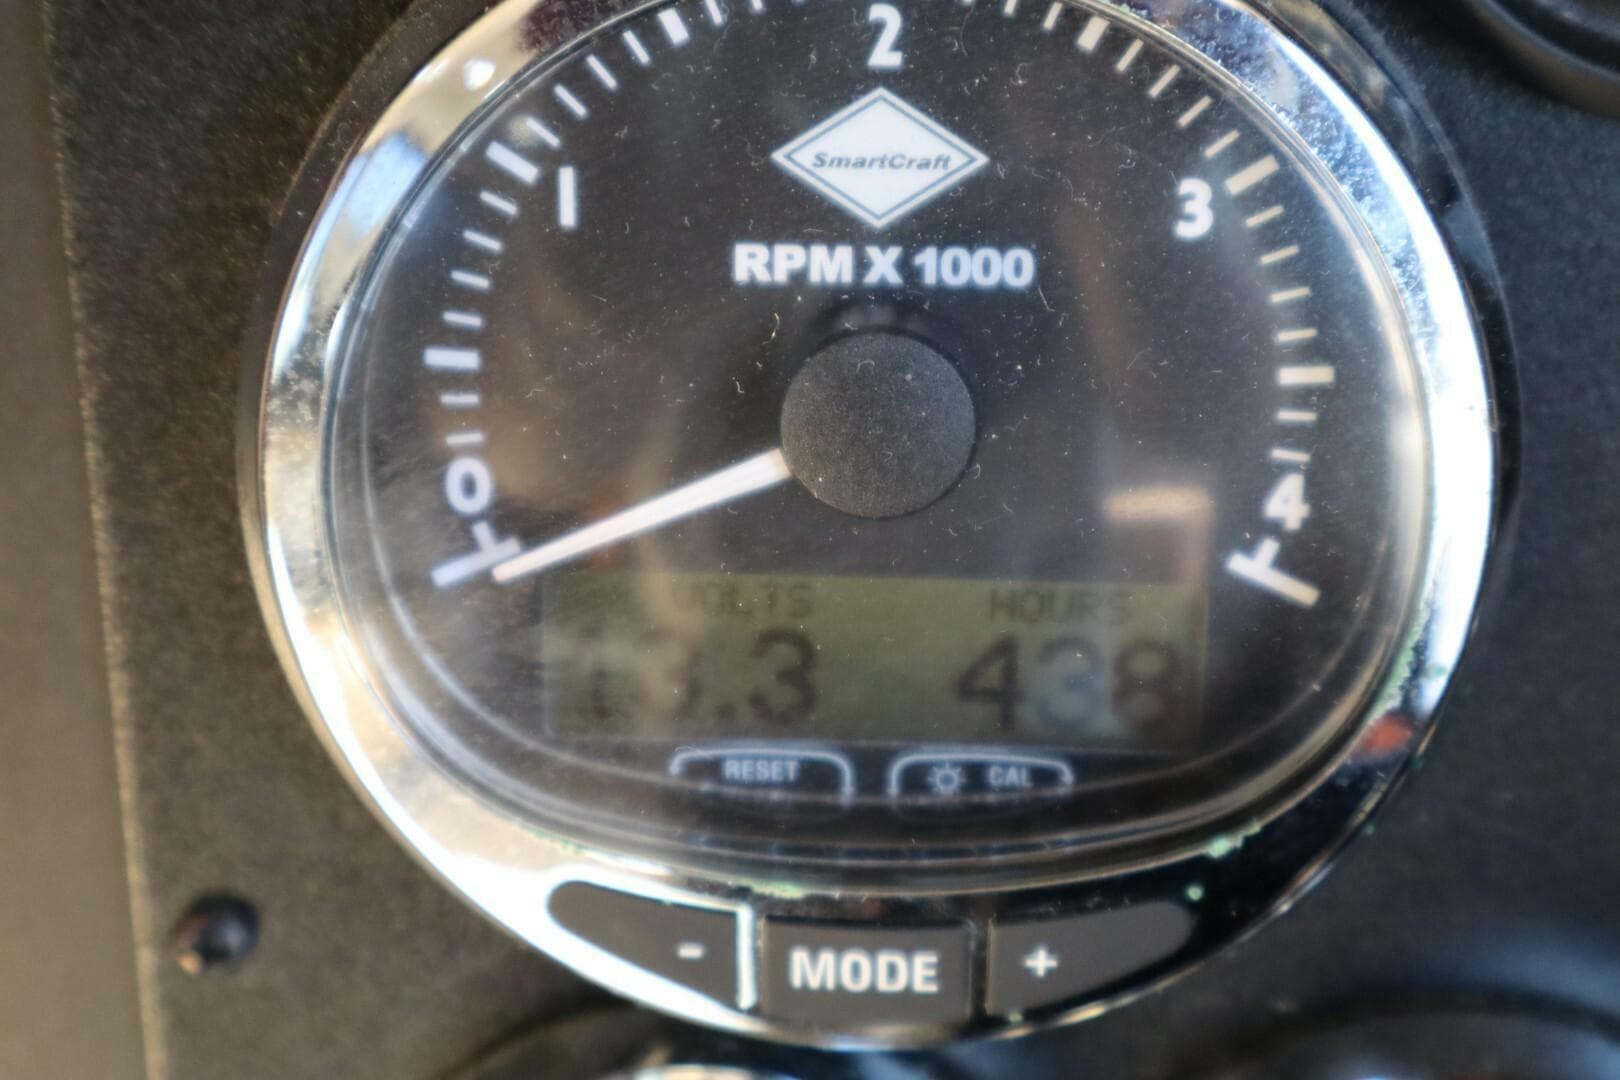 2
1
3
SmartCraft
RPM X 1000
0
4
VOLTS HOURS
13.3 438
RESET CAL
- MODE +